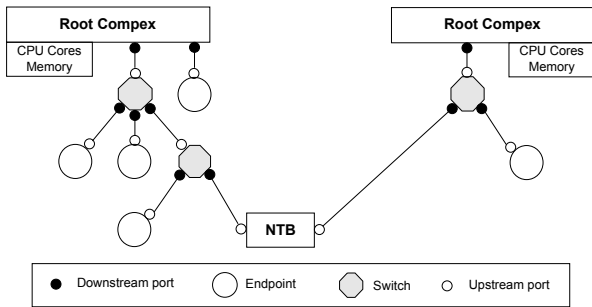 Root Compex
Root Compex
CPU Cores
Memory
CPU Cores
Memory
NTB
Downstream port
Endpoint
Switch
Upstream port